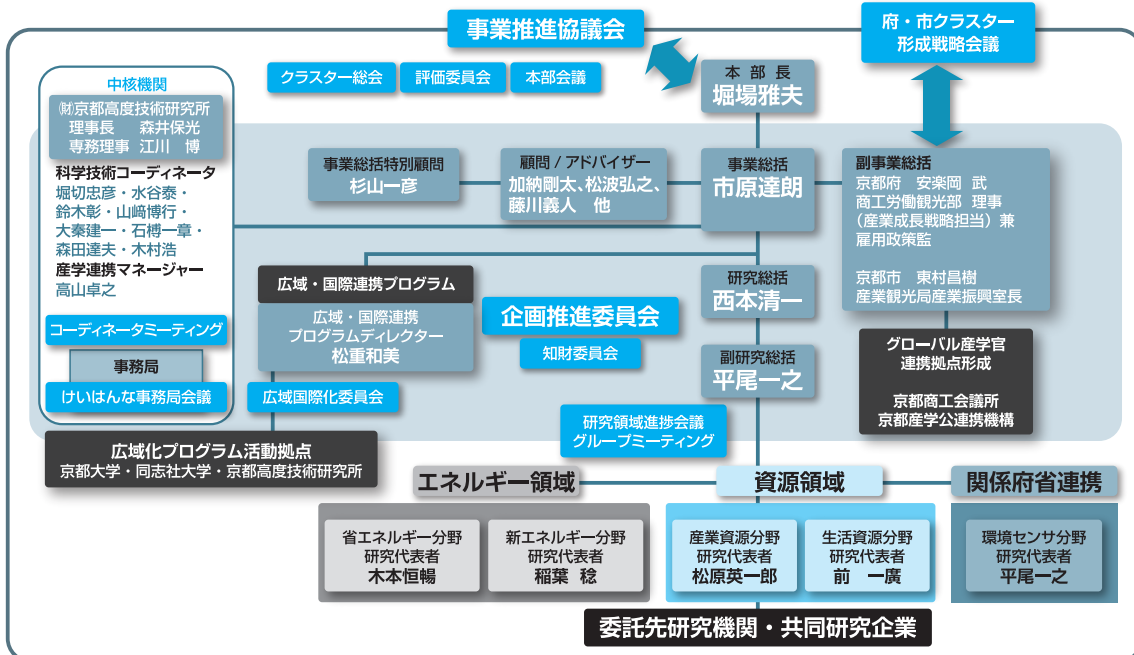 事業推進協議会
府・市クラスター
形成戦略会議
クラスター総会
評価委員会
本部会議
本 部 長
堀場雅夫
中核機関
㈶京都高度技術研究所
理事長 森井保光
専務理事 江川 博
科学技術コーディネータ
堀切忠彦・水谷泰・
鈴木彰・山﨑博行・
大秦建一・石榑一章・
森田達夫・木村浩
産学連携マネージャー
高山卓之
コーディネータミーティング
事務局
けいはんな事務局会議
事業総括特別顧問
杉山一彦
顧問 / アドバイザー
加納剛太、松波弘之、
藤川義人 他
事業総括
市原達朗
副事業総括
京都府 安楽岡 武
商工労働観光部 理事
（産業成長戦略担当）兼
雇用政策監
京都市 東村昌樹
産業観光局産業振興室長
広域・国際連携プログラム
広域・国際連携
プログラムディレクター
松重和美
広域国際化委員会
企画推進委員会
知財委員会
研究総括
西本清一
副研究総括
平尾一之
グローバル産学官
連携拠点形成
京都商工会議所
京都産学公連携機構
研究領域進捗会議
グループミーティング
広域化プログラム活動拠点
京都大学・同志社大学・京都高度技術研究所
エネルギー領域
資源領域
関係府省連携
省エネルギー分野
研究代表者
木本恒暢
新エネルギー分野
研究代表者
稲葉 稔
産業資源分野
研究代表者
松原英一郎
生活資源分野
研究代表者
前 一廣
環境センサ分野
研究代表者
平尾一之
委託先研究機関・共同研究企業